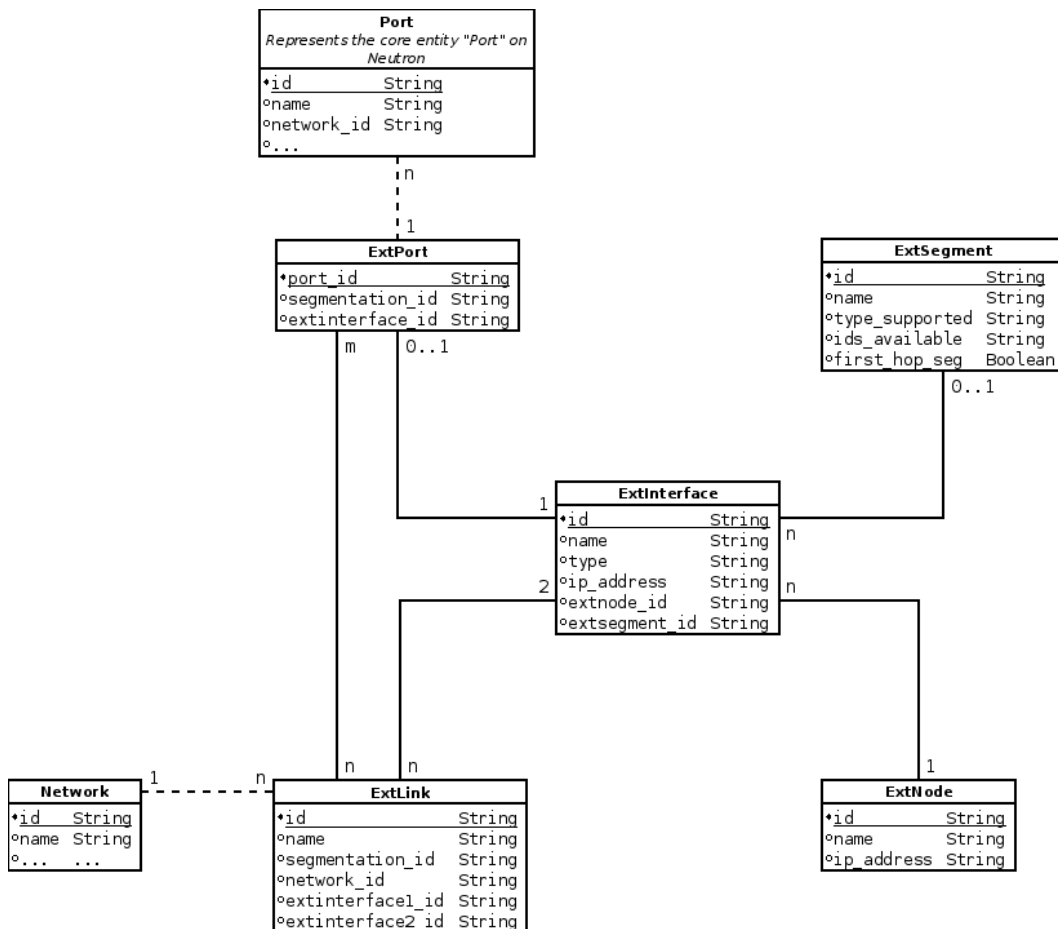 Port
Represents the core entity "Port" on
Neutron
id String
name String
network_id String
...
n
1
ExtPort
port_id String
segmentation_id String
extinterface_id String
m
0..1
ExtSegment
id String
name String
type_supported String
ids_available String
first_hop_seg Boolean
0..1
ExtInterface
id String
name String
type String
ip_address String
extnode_id String
extsegment_id String
1
n
2
n
Network
id String
name String
... ...
1
n
n
n
ExtLink
id String
name String
segmentation_id String
network_id String
extinterface1_id String
extinterface2_id String
1
ExtNode
id String
name String
ip_address String